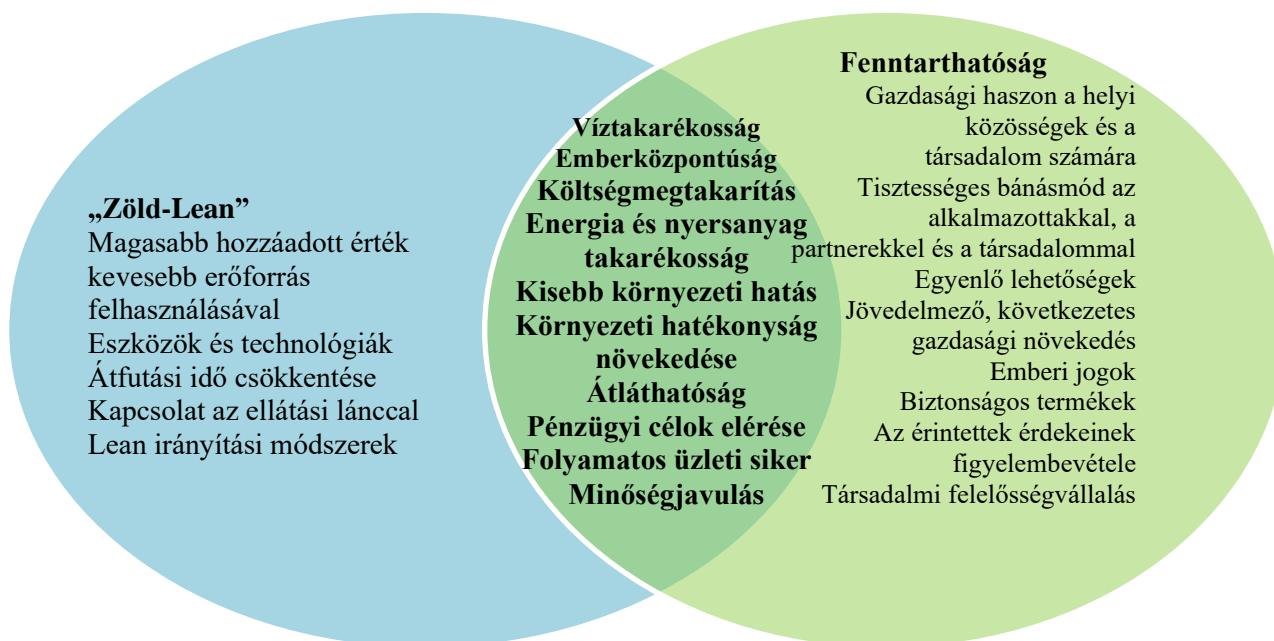 „Zöld-Lean”
Magasabb hozzáadott érték
kevesebb erőforrás
felhasználásával
Eszközök és technológiák
Átfutási idő csökkentése
Kapcsolat az ellátási lánccal
Lean irányítási módszerek
Víztakarékosság
Emberközpontúság
Költségmegtakarítás
Energia és nyersanyag
takarékosság
Kisebb környezeti hatás
Környezeti hatékonyság
növekedése
Átláthatóság
Pénzügyi célok elérése
Folyamatos üzleti siker
Minőségjavulás
Fenntarthatóság
Gazdasági haszon a helyi
közösségek és a
társadalom számára
Tisztességes bánásmód az
alkalmazottakkal, a
partnerekkel és a társadalommal
Egyenlő lehetőségek
Jövedelmező, következetes
gazdasági növekedés
Emberi jogok
Biztonságos termékek
Az érintettek érdekeinek
figyelembevétele
Társadalmi felelősségvállalás